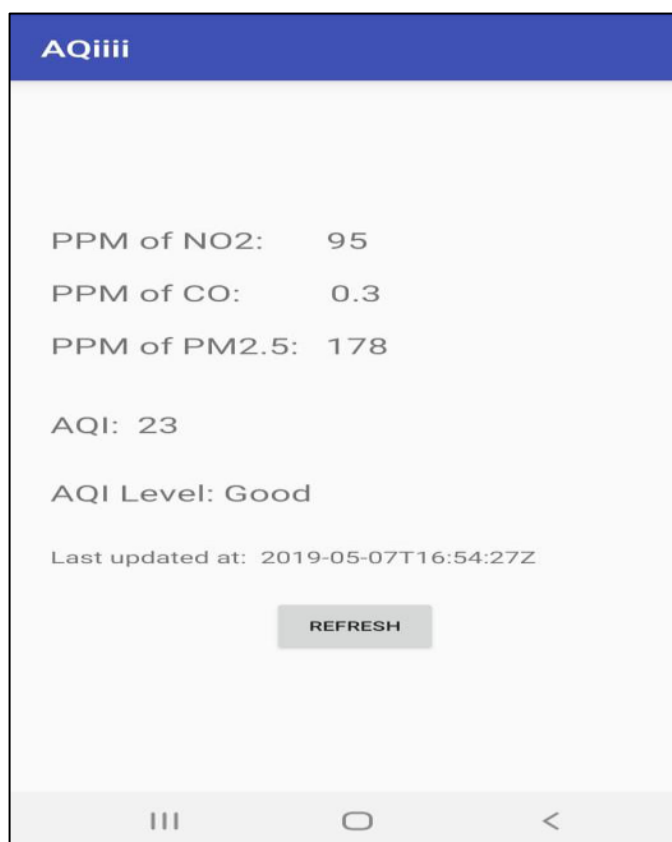 AQiiii
PPM of NO2: 95
PPM of CO: 0.3
PPM of PM2.5: 178
AQI: 23
AQI Level: Good
Last updated at: 2019-05-07T16:54:27Z
REFRESH